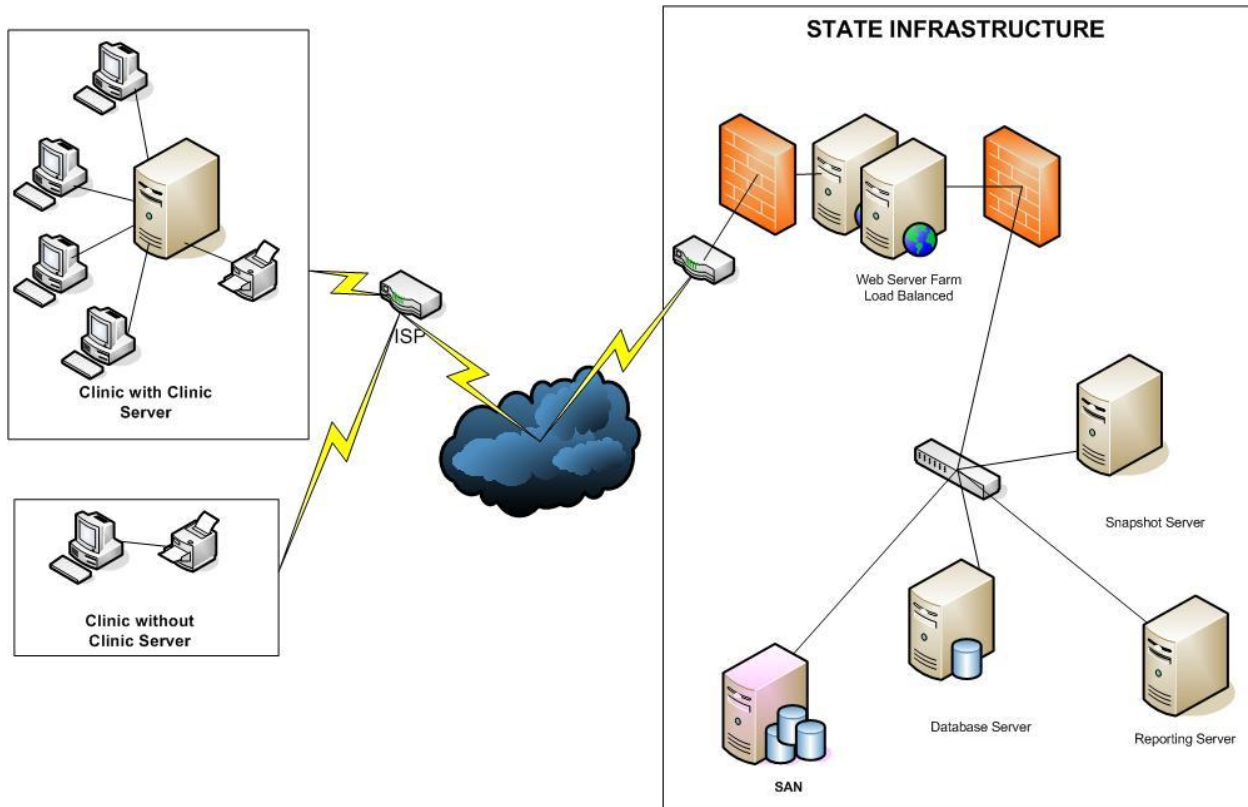 STATE INFRASTRUCTURE
Web Server Farm
Load Balanced
ISP
Clinic with Clinic
Server
Snapshot Server
Clinic without
Clinic Server
Database Server
Reporting Server
SAN